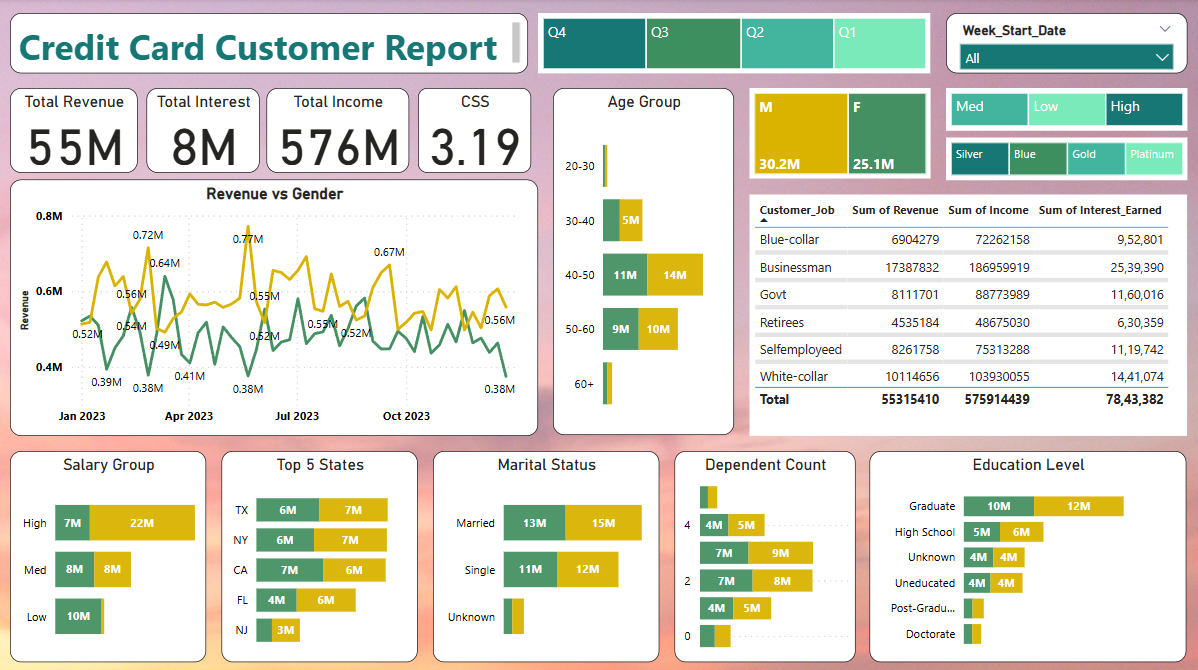 Credit Card Customer Report
Q4 Q3 Q2 Q1
Week_Start_Date
All
Total Revenue
55M
Total Interest
8M
Total Income
576M
CSS
3.19
Age Group
20-30
30-40 5M
40-50 11M 14M
50-60 9M 10M
60+
M F
30.2M 25.1M
Med Low High
Silver Blue Gold Platinum
Revenue vs Gender
Revenue
0.8M
0.6M
0.4M
0.72M
0.77M
0.67M
0.64M
0.56M
0.55M
0.54M
0.52M
0.49M
0.52M
0.55M
0.52M
0.56M
0.39M
0.38M
0.41M
0.38M
0.38M
Jan 2023 Apr 2023 Jul 2023 Oct 2023
Customer_Job Sum of Revenue Sum of Income Sum of Interest_Earned
Blue-collar 6904279 72262158 9,52,801
Businessman 17387832 186959919 25,39,390
Govt 8111701 88773989 11,60,016
Retirees 4535184 48675030 6,30,359
Selfemployeed 8261758 75313288 11,19,742
White-collar 10114656 103930055 14,41,074
Total 55315410 575914439 78,43,382
Salary Group
High 7M 22M
Med 8M 8M
Low 10M
Top 5 States
TX 6M 7M
NY 6M 7M
CA 7M 6M
FL 4M 6M
NJ 3M
Marital Status
Married 13M 15M
Single 11M 12M
Unknown
Dependent Count
4 4M 5M
7M 9M
2 7M 8M
4M 5M
0
Education Level
Graduate 10M 12M
High School 5M 6M
Unknown 4M 4M
Uneducated 4M 4M
Post-Gradu...
Doctorate